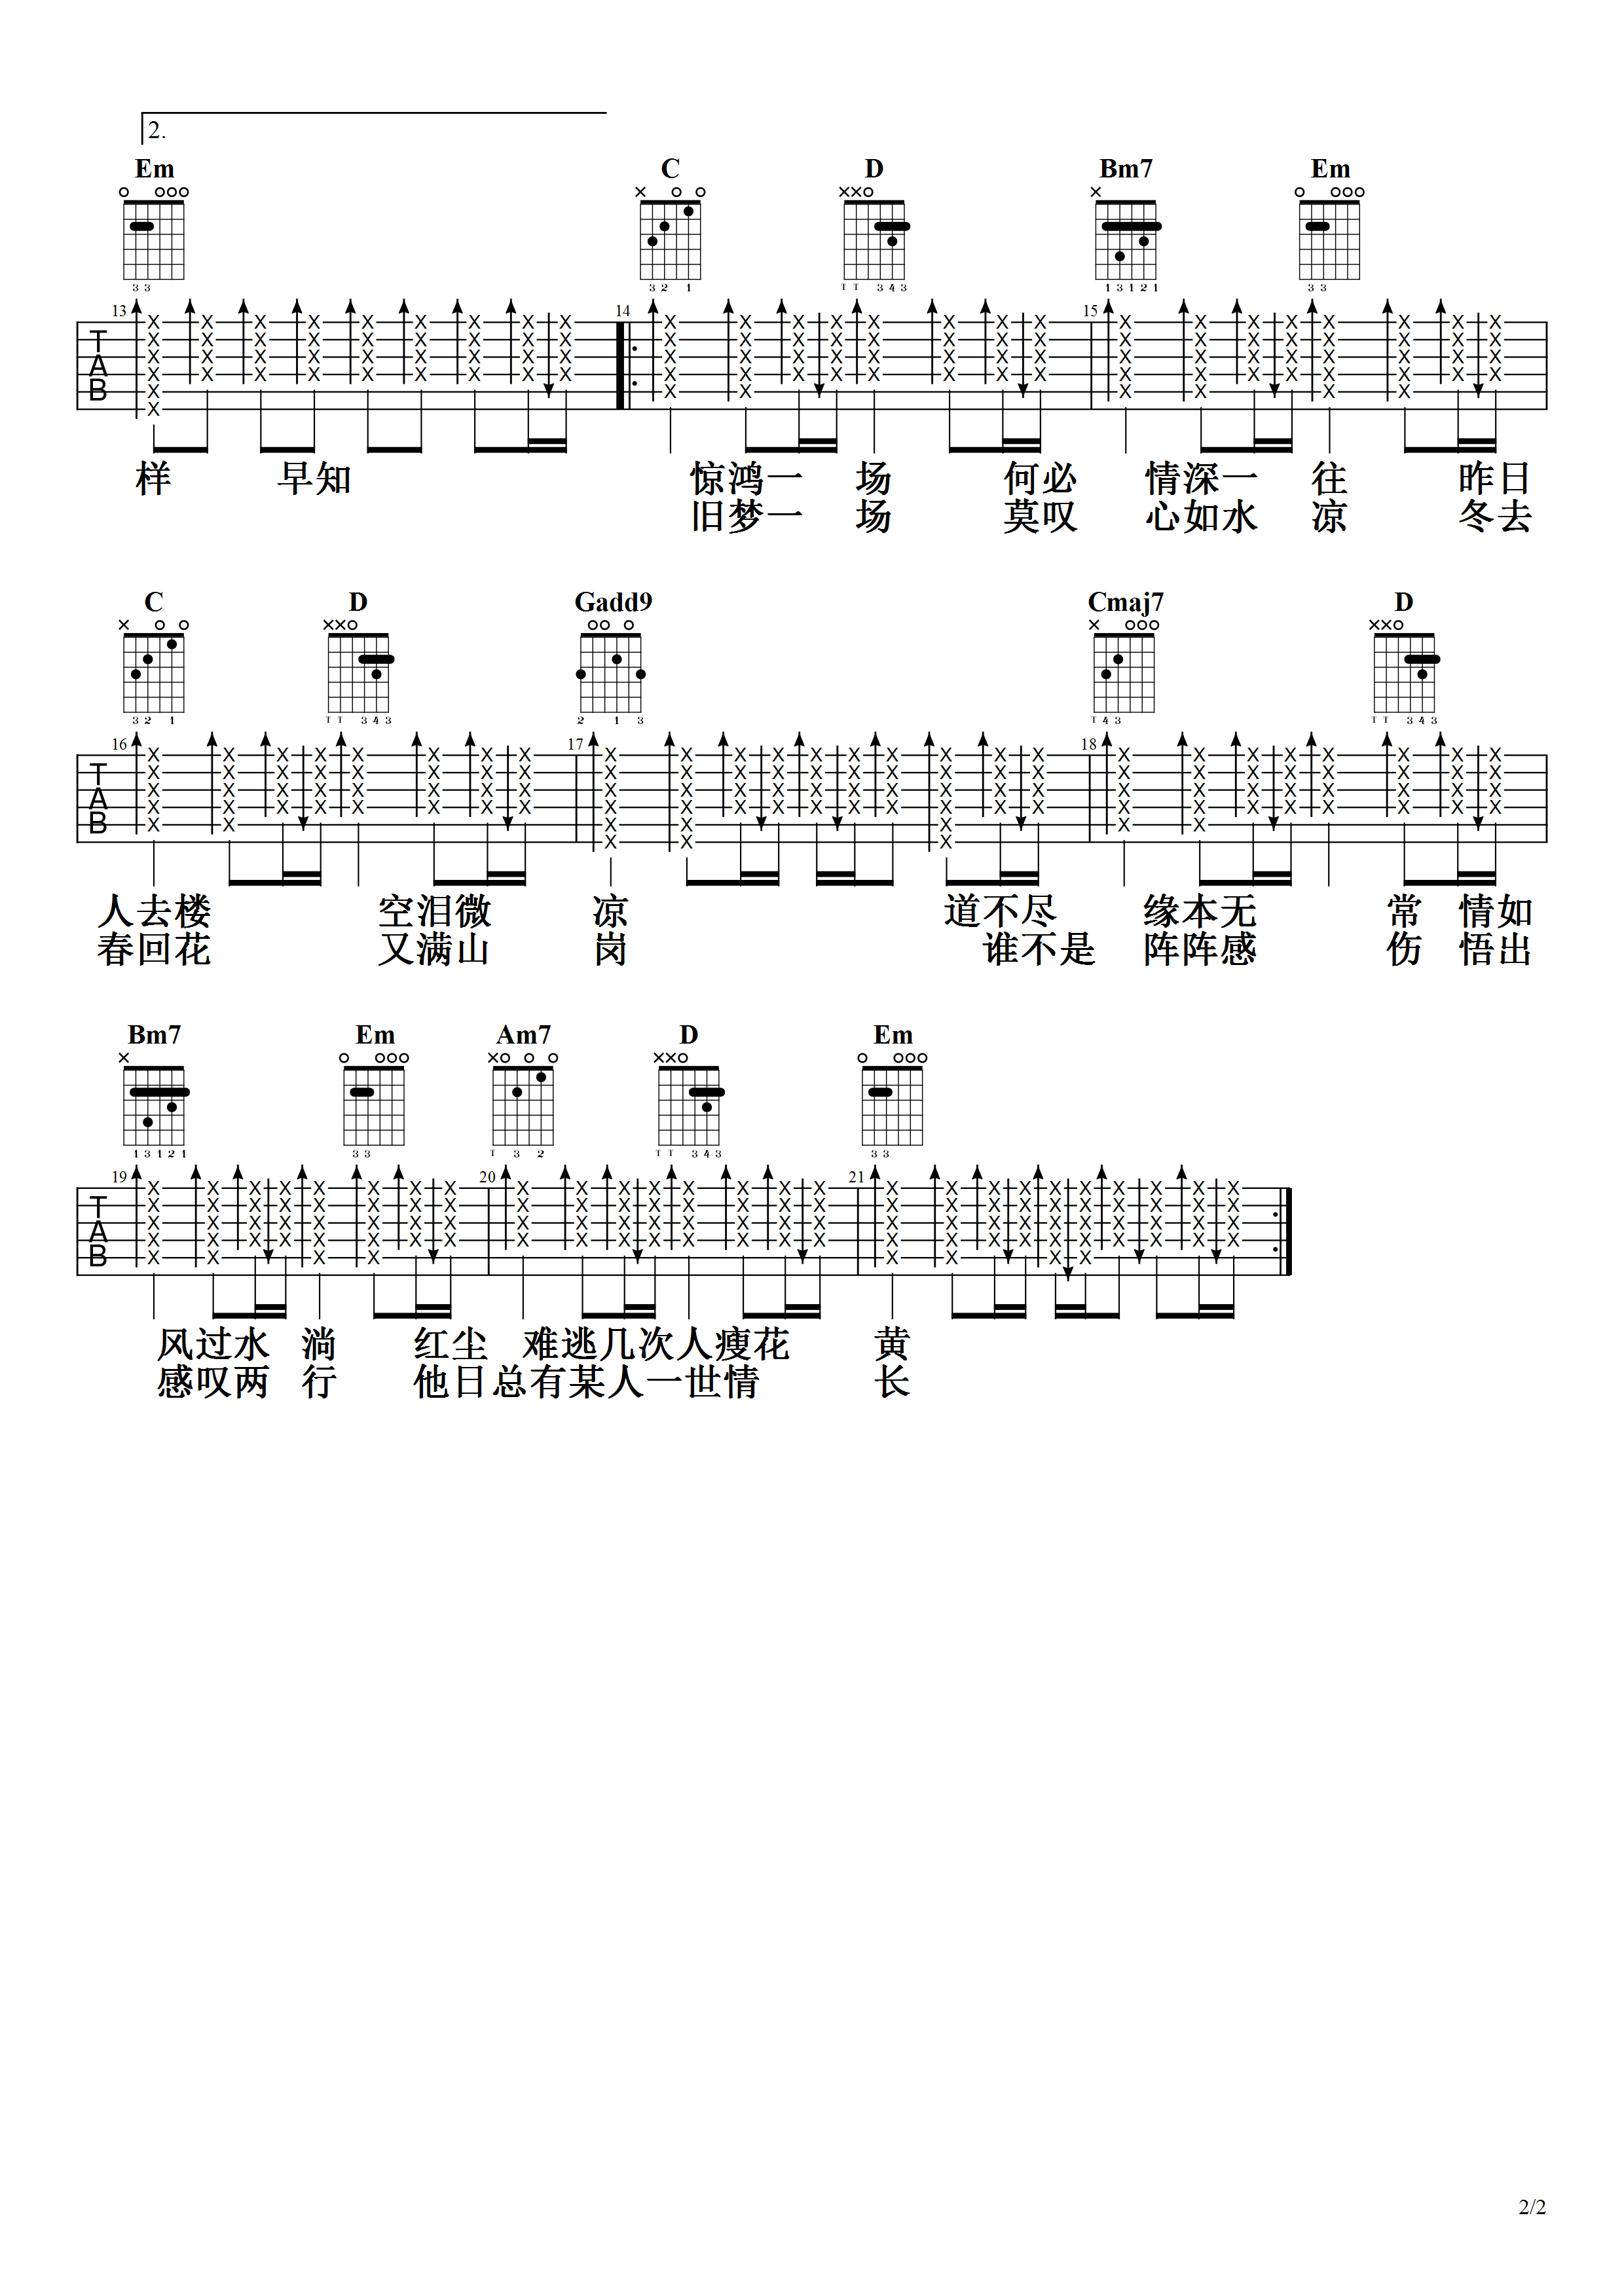 2.
Em C D Bm7 Em
13 14 15
TAB
样 早知 惊鸿一 场 何必 情深一 往 昨日
旧梦一 场 莫叹 心如水 凉 冬去
C D Gadd9 Cmaj7 D
16 17 18
TAB
人去楼 空泪微 凉 道不尽 缘本无 常 情如
春回花 又满山 岗 谁不是 阵阵感 伤 悟出
Bm7 Em Am7 D Em
19 20 21
TAB
风过水 淌 红尘 难逃几次人瘦花 黄
感叹两 行 他日总有某人一世情 长
2/2